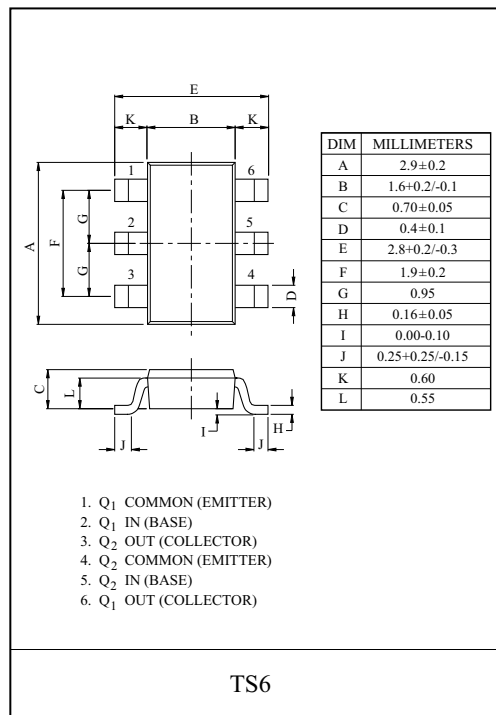 E
K B K
1 6
2 5
3 4
A
F
G
G
D
C
L
J
I
H
J
DIM MILLIMETERS
A 2.9±0.2
B 1.6+0.2/-0.1
C 0.70±0.05
D 0.4±0.1
E 2.8+0.2/-0.3
F 1.9±0.2
G 0.95
H 0.16±0.05
I 0.00-0.10
J 0.25+0.25/-0.15
K 0.60
L 0.55
1. Q1 COMMON (EMITTER)
2. Q1 IN (BASE)
3. Q2 OUT (COLLECTOR)
4. Q2 COMMON (EMITTER)
5. Q2 IN (BASE)
6. Q1 OUT (COLLECTOR)
TS6